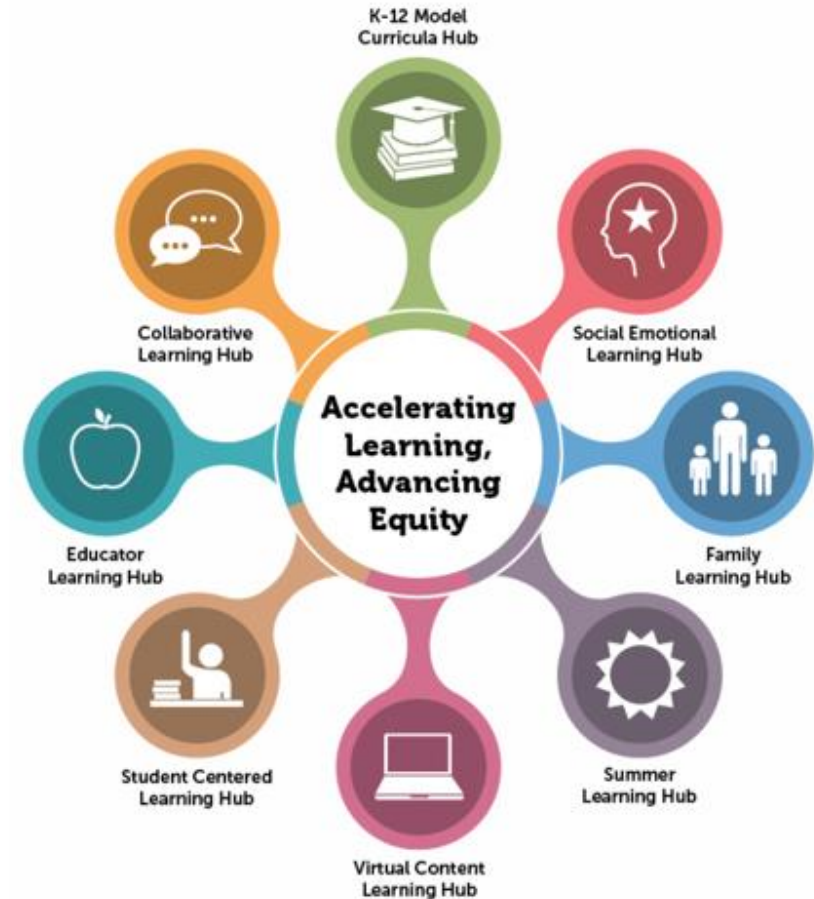 K-12 Model
Curricula Hub
Collaborative
Learning Hub
Social Emotional
Learning Hub
Accelerating
Learning,
Advancing
Equity
Educator
Learning Hub
Family
Learning Hub
Student Centered
Learning Hub
Summer
Learning Hub
Virtual Content
Learning Hub